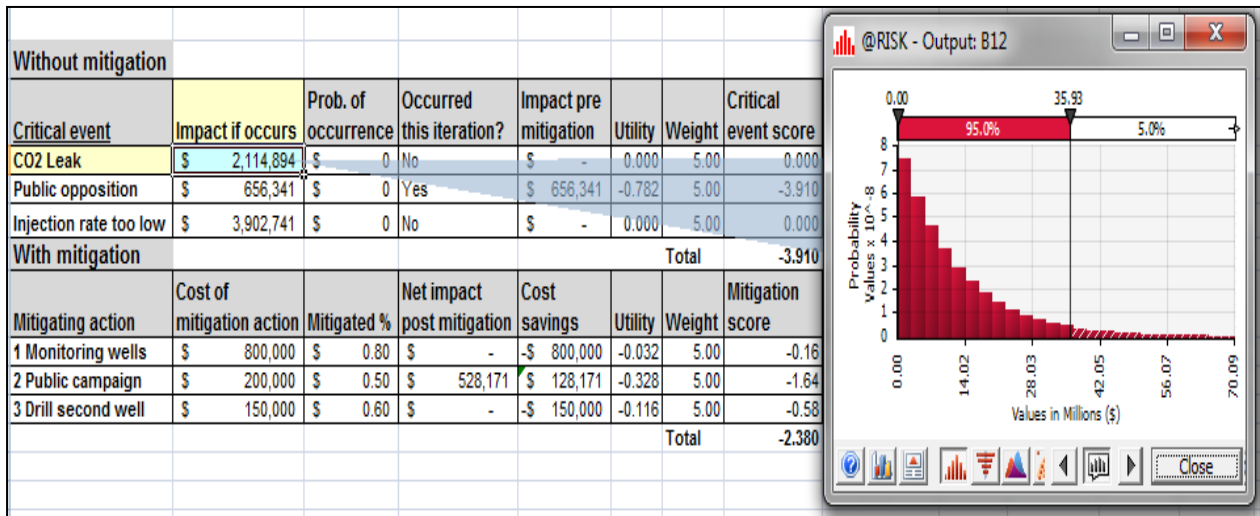 Without mitigation
Critical event | Impact if occurs | Prob. of occurrence | Occurred this iteration? | Impact pre mitigation | Utility | Weight | Critical event score
CO2 Leak $ 2,114,894 $ 0 No $ - 0.000 5.00 0.000
Public opposition $ 656,341 $ 0 Yes $ 656,341 -0.782 5.00 -3.910
Injection rate too low $ 3,902,741 $ 0 No $ - 0.000 5.00 0.000
With mitigation Total -3.910
Mitigating action | Cost of mitigation action | Mitigated % | Net impact post mitigation | Cost savings | Utility | Weight | Mitigation score
1 Monitoring wells $ 800,000 $ 0.80 $ - -$ 800,000 -0.032 5.00 -0.16
2 Public campaign $ 200,000 $ 0.50 $ 528,171 $ 128,171 -0.328 5.00 -1.64
3 Drill second well $ 150,000 $ 0.60 $ - -$ 150,000 -0.116 5.00 -0.58
Total -2.380
@RISK - Output: B12
0.00 35.93
95.0% 5.0%
8
7
6
5
4
3
2
1
0
Probability
Values x 10^-8
0.00 14.02 28.03 42.05 56.07 70.09
Values in Millions ($)
Close